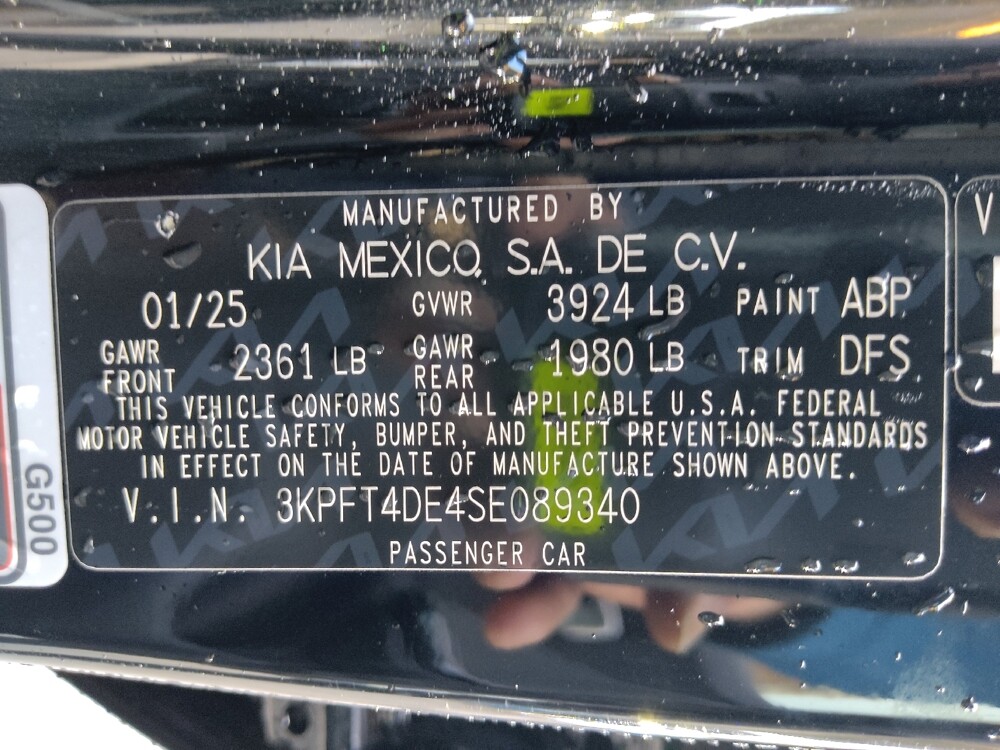 MANUFACTURED BY
KIA MEXICO, S.A. DE C.V.
01/25 GVWR 3924 LB PAINT ABP
GAWR FRONT 2361 LB GAWR REAR 1980 LB TRIM DFS
THIS VEHICLE CONFORMS TO ALL APPLICABLE U.S.A. FEDERAL
MOTOR VEHICLE SAFETY, BUMPER, AND THEFT PREVENTION STANDARDS
IN EFFECT ON THE DATE OF MANUFACTURE SHOWN ABOVE.
V.I.N. 3KPFT4DE4SE089340
PASSENGER CAR
G500
V